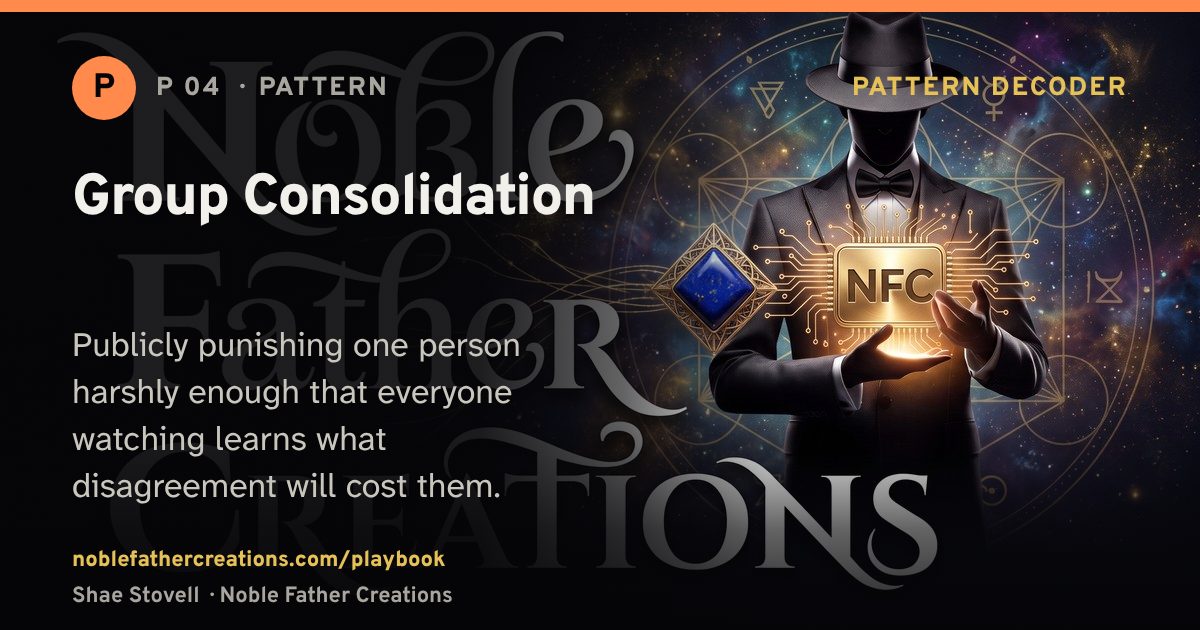 P
P 04 · PATTERN
PATTERN DECODER
Noble
Group Consolidation
Father
NFC
Publicly punishing one person
harshly enough that everyone
watching learns what
disagreement will cost them.
Creations
noblefathercreations.com/playbook
Shae Stovell · Noble Father Creations